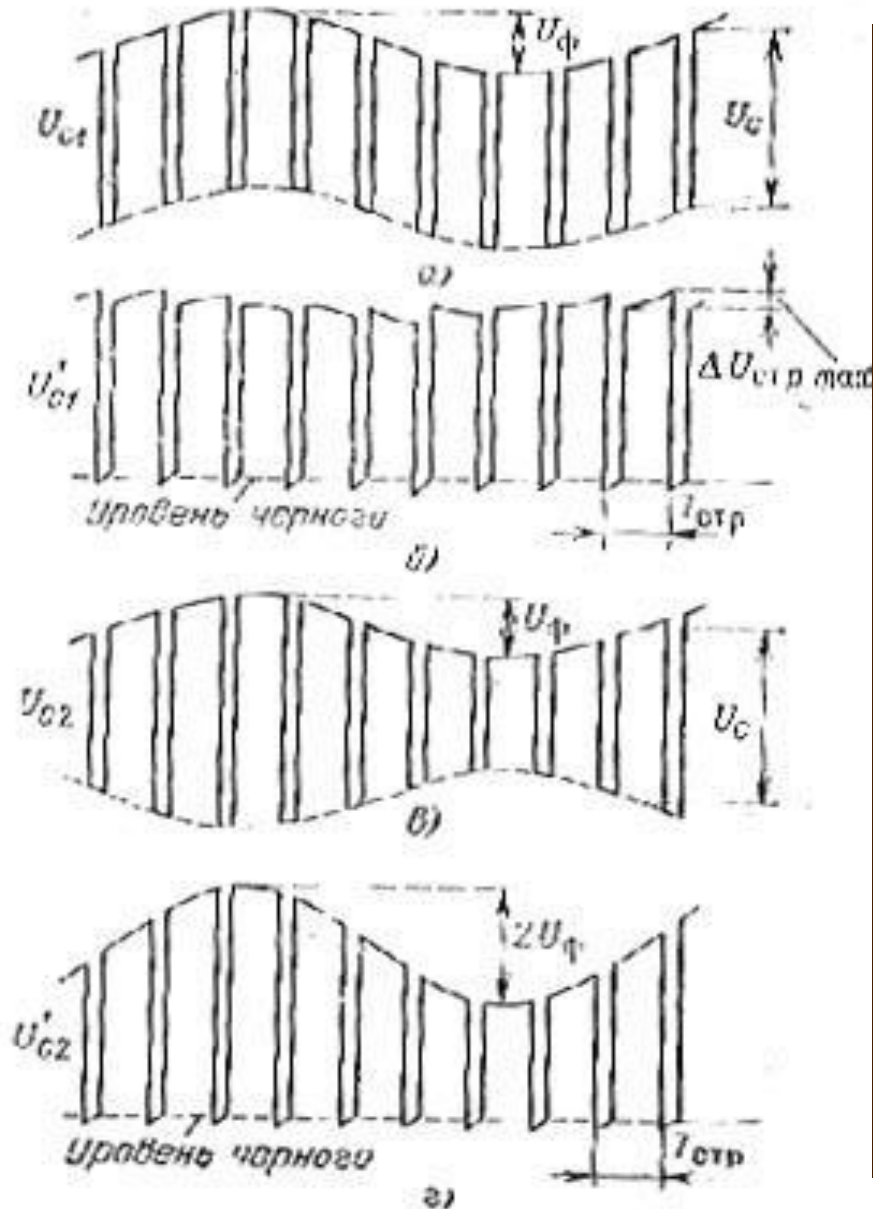 Uф
Uс1
Uс
а)
U'с1
ΔUстр max
уровень черного
Tстр
б)
Uф
Uс2
Uс
в)
2Uф
U'с2
уровень черного
Tстр
г)